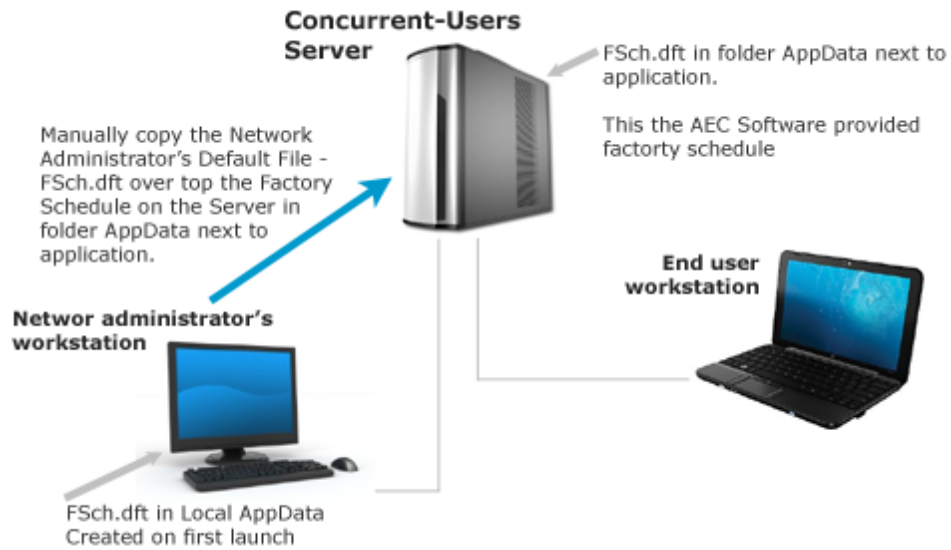 Concurrent-Users
Server
FSch.dft in folder AppData next to
application.
This the AEC Software provided
factorty schedule
Manually copy the Network
Administrator's Default File -
FSch.dft over top the Factory
Schedule on the Server in
folder AppData next to
application.
End user
workstation
Networ administrator's
workstation
FSch.dft in Local AppData
Created on first launch